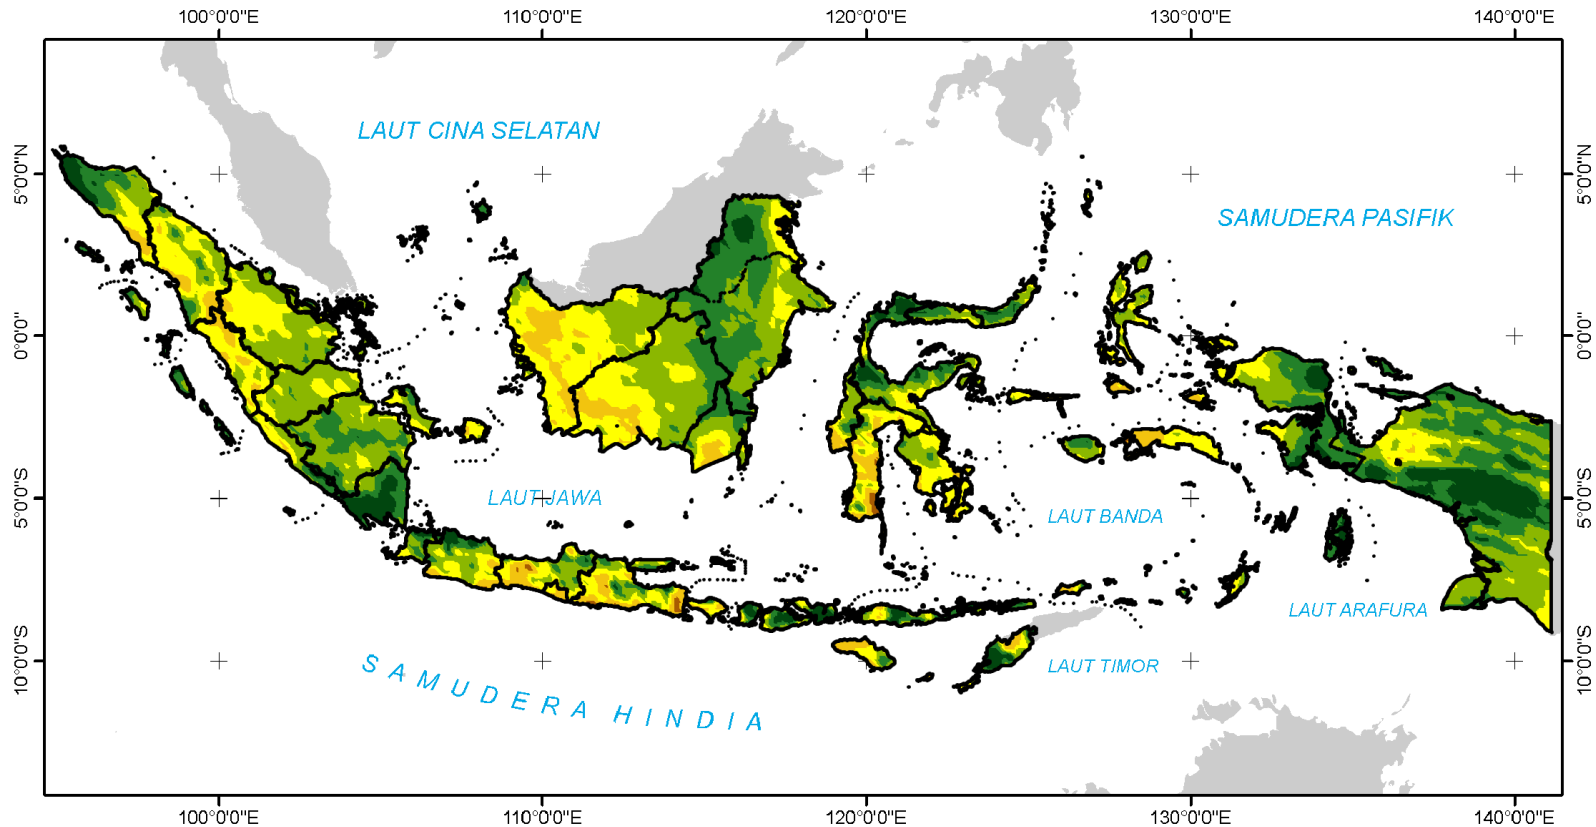 100°0'0"E 110°0'0"E 120°0'0"E 130°0'0"E 140°0'0"E
LAUT CINA SELATAN
5°0'0"N 5°0'0"N
SAMUDERA PASIFIK
0°0'0" 0°0'0"
LAUT JAWA
5°0'0"S 5°0'0"S
LAUT BANDA
LAUT ARAFURA
10°0'0"S 10°0'0"S
LAUT TIMOR
SAMUDERA HINDIA
100°0'0"E 110°0'0"E 120°0'0"E 130°0'0"E 140°0'0"E